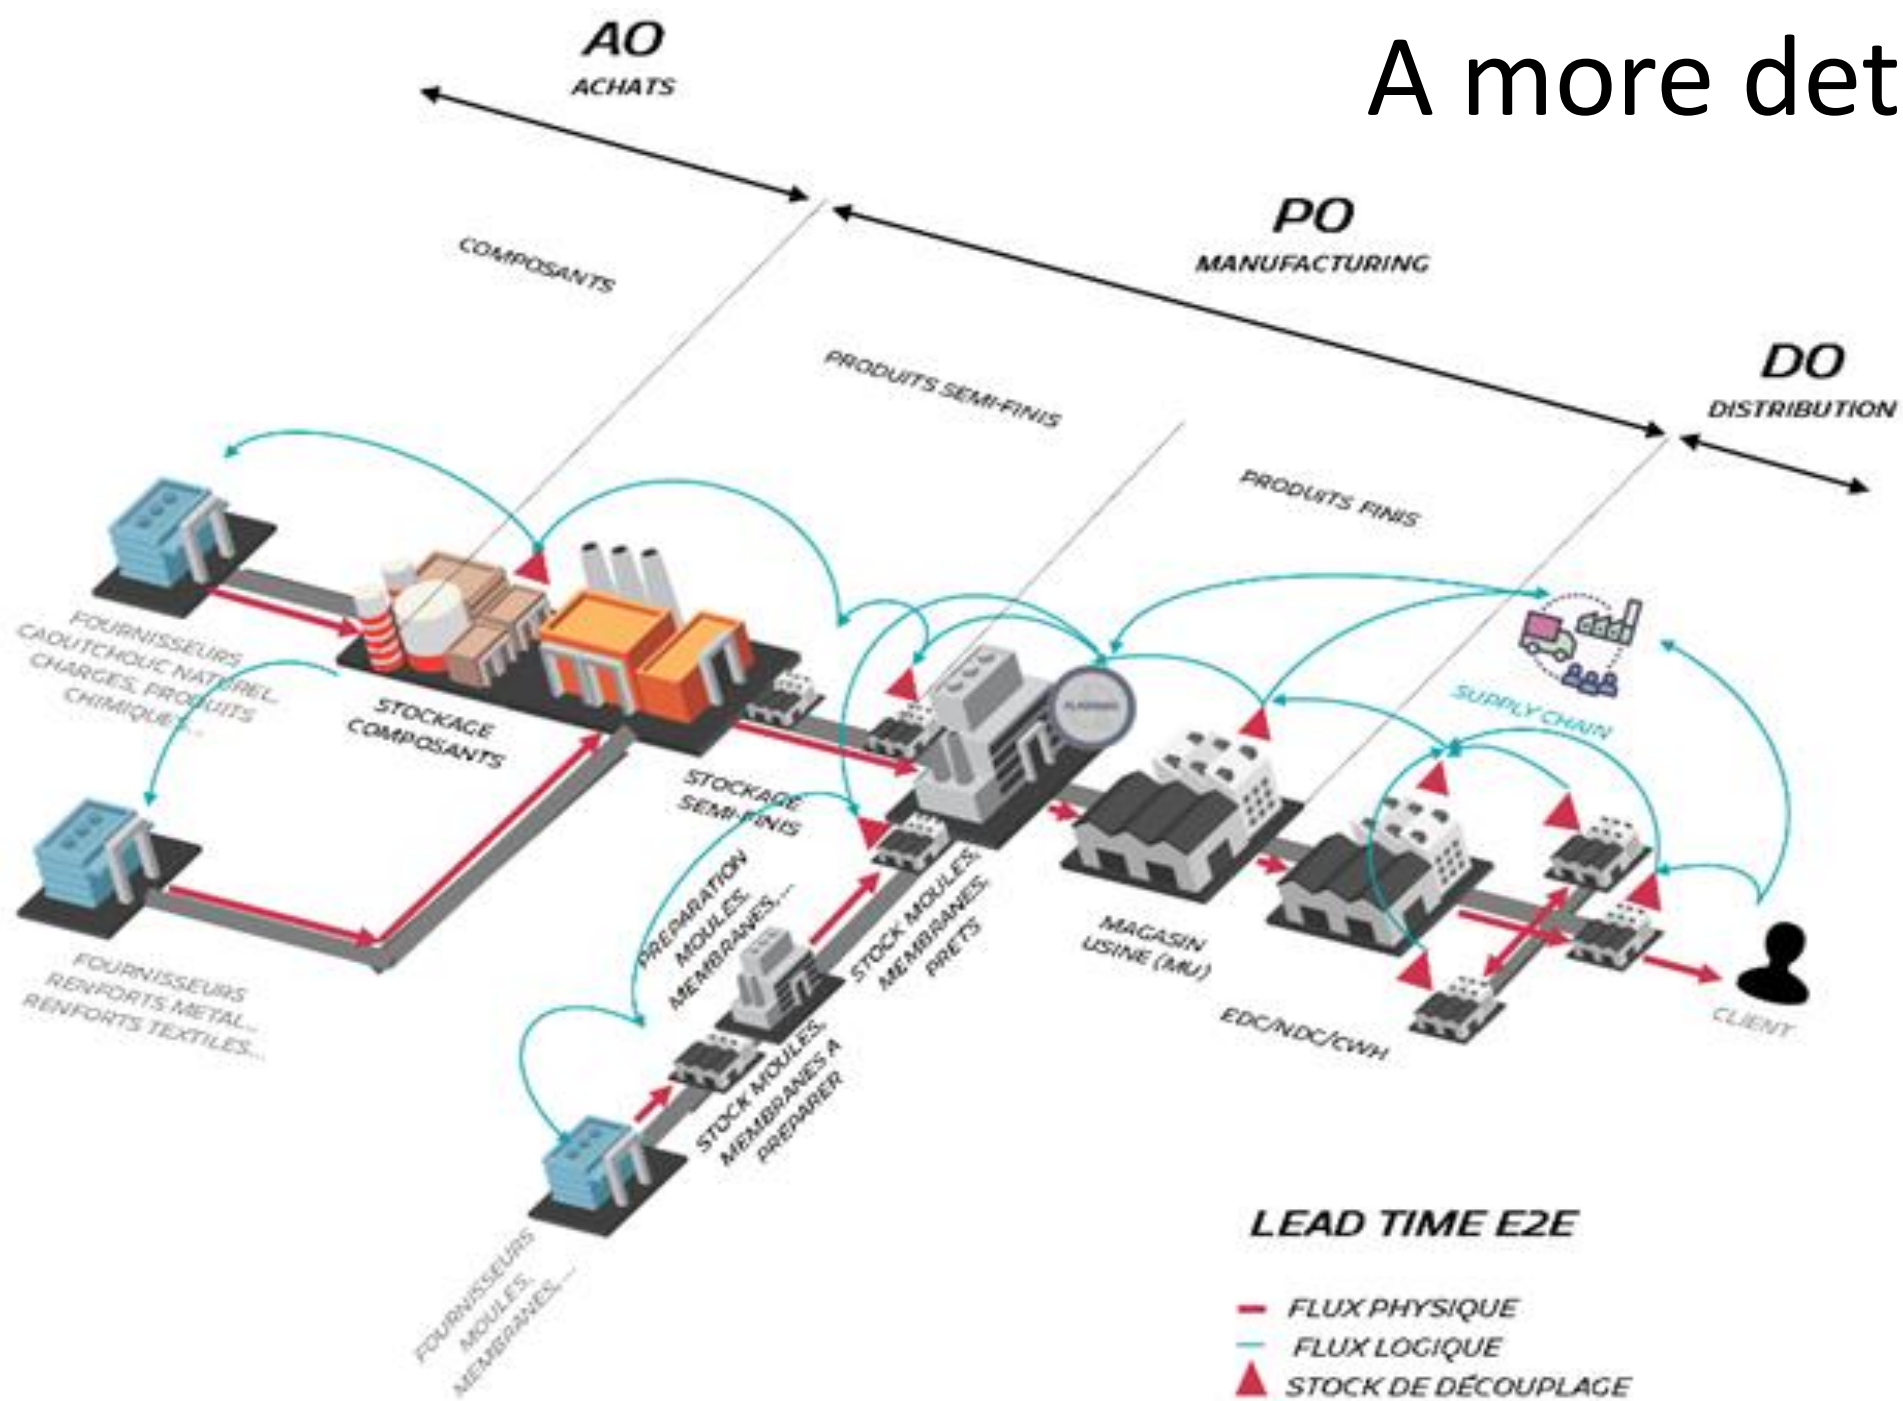 A more det
AO
ACHATS
PO
MANUFACTURING
DO
DISTRIBUTION
COMPOSANTS
PRODUITS SEMI-FINIS
PRODUITS FINIS
FOURNISSEURS
CAOUTCHOUC NATUREL,
CHARGES, PRODUITS
CHIMIQUES...
STOCKAGE
COMPOSANTS
SUPPLY CHAIN
STOCKAGE
SEMI-FINIS
FOURNISSEURS
RENFORTS METAL...
RENFORTS TEXTILES...
PREPARATION
MOULES,
MEMBRANES,...
STOCK MOULES,
MEMBRANES,
PRETS
MAGASIN
USINE (MU)
EDC/NDC/CWH
CLIENT
STOCK MOULES,
MEMBRANES A
PREPARER
FOURNISSEURS
MOULES,
MEMBRANES, ...
LEAD TIME E2E
FLUX PHYSIQUE
FLUX LOGIQUE
STOCK DE DÉCOUPLAGE